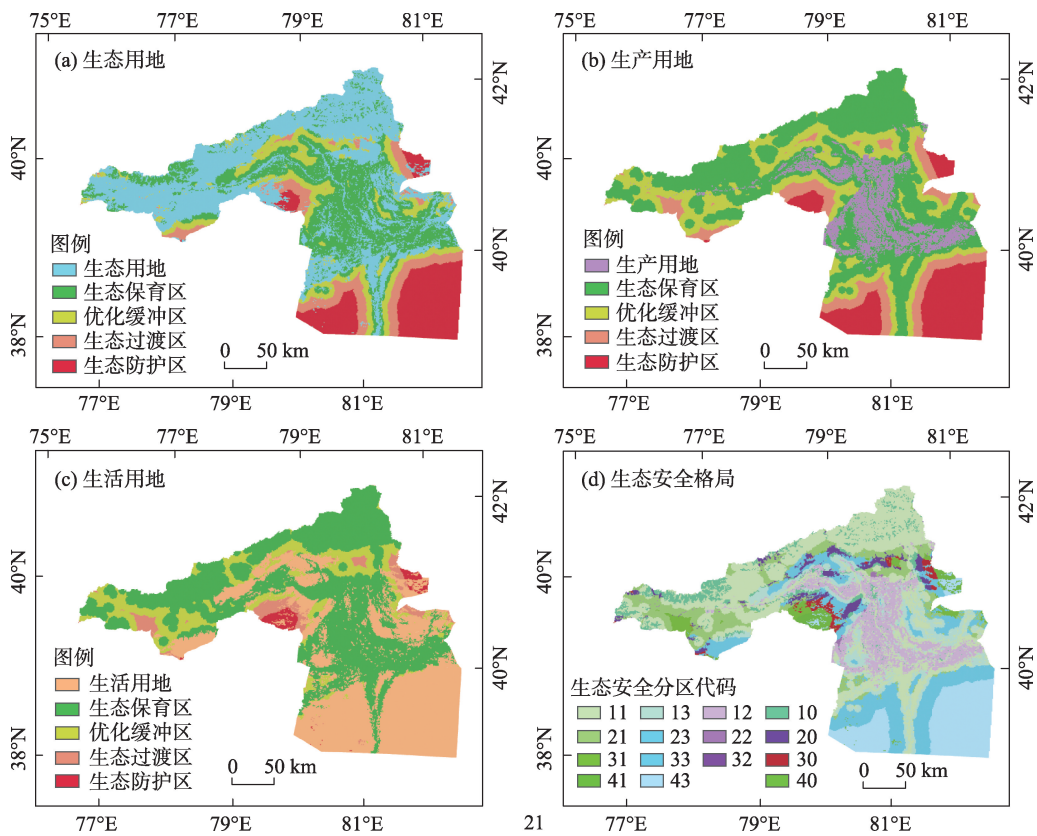 75°E 77°E 79°E 81°E 75°E 77°E 79°E 81°E
(a) 生态用地
42°N
40°N
图例
生态用地
生态保育区
优化缓冲区
生态过渡区
生态防护区
40°N
38°N
0 50 km
77°E 79°E 81°E
(b) 生产用地
42°N
40°N
图例
生产用地
生态保育区
优化缓冲区
生态过渡区
生态防护区
40°N
38°N
0 50 km
77°E 79°E 81°E
75°E 77°E 79°E 81°E 75°E 77°E 79°E 81°E
(c) 生活用地
42°N
40°N
图例
生活用地
生态保育区
优化缓冲区
生态过渡区
生态防护区
40°N
38°N
0 50 km
77°E 79°E 81°E
(d) 生态安全格局
42°N
40°N
生态安全分区代码
11 13 12 10
21 23 22 20
31 33 32 30
41 43 40
40°N
38°N
0 50 km
77°E 79°E 81°E
21